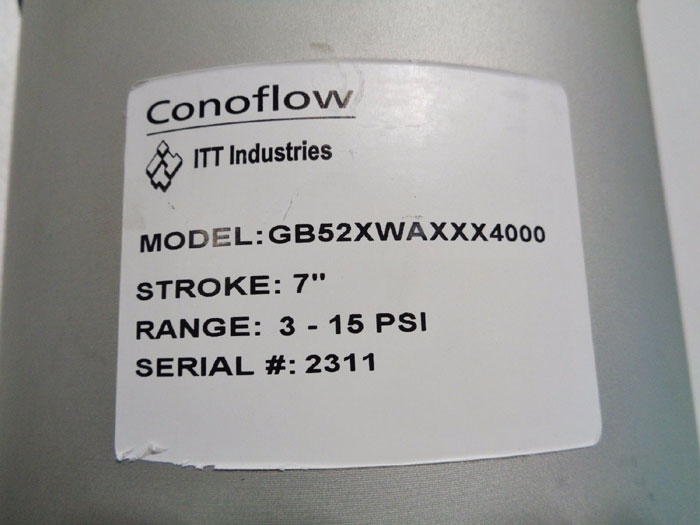 Conoflow
ITT Industries
MODEL: GB52XWAXXX4000
STROKE: 7"
RANGE: 3 - 15 PSI
SERIAL #: 2311